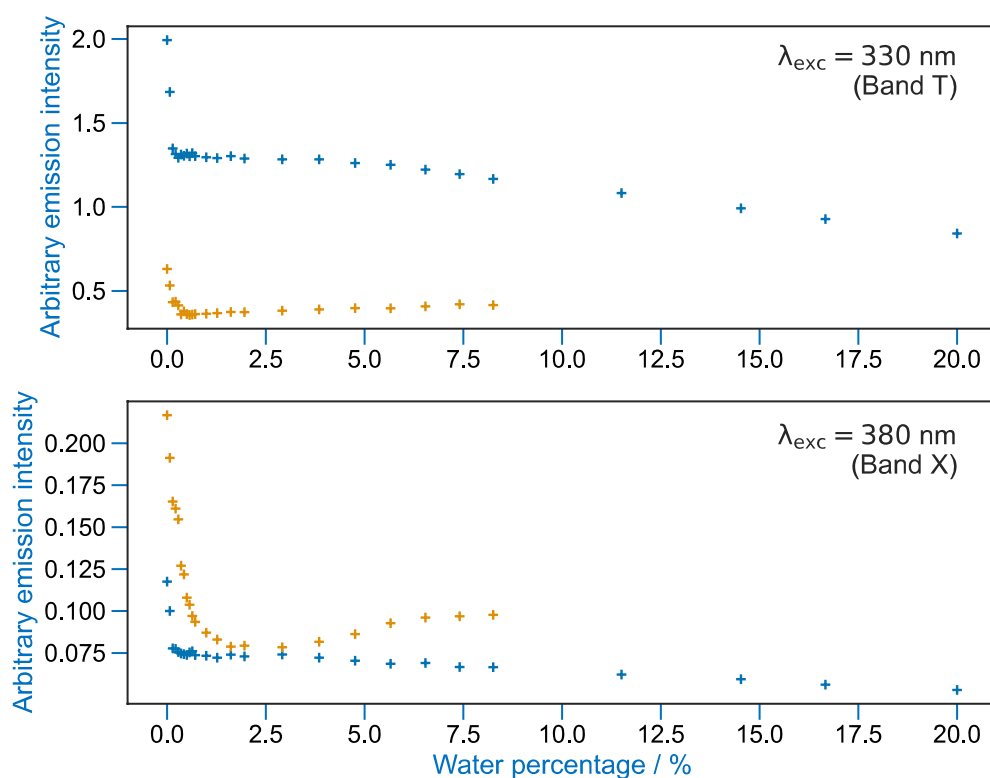 Arbitrary emission intensity
2.0
1.5
1.0
0.5
λexc = 330 nm
(Band T)
0.0 2.5 5.0 7.5 10.0 12.5 15.0 17.5 20.0
Arbitrary emission intensity
0.200
0.175
0.150
0.125
0.100
0.075
λexc = 380 nm
(Band X)
0.0 2.5 5.0 7.5 10.0 12.5 15.0 17.5 20.0
Water percentage / %